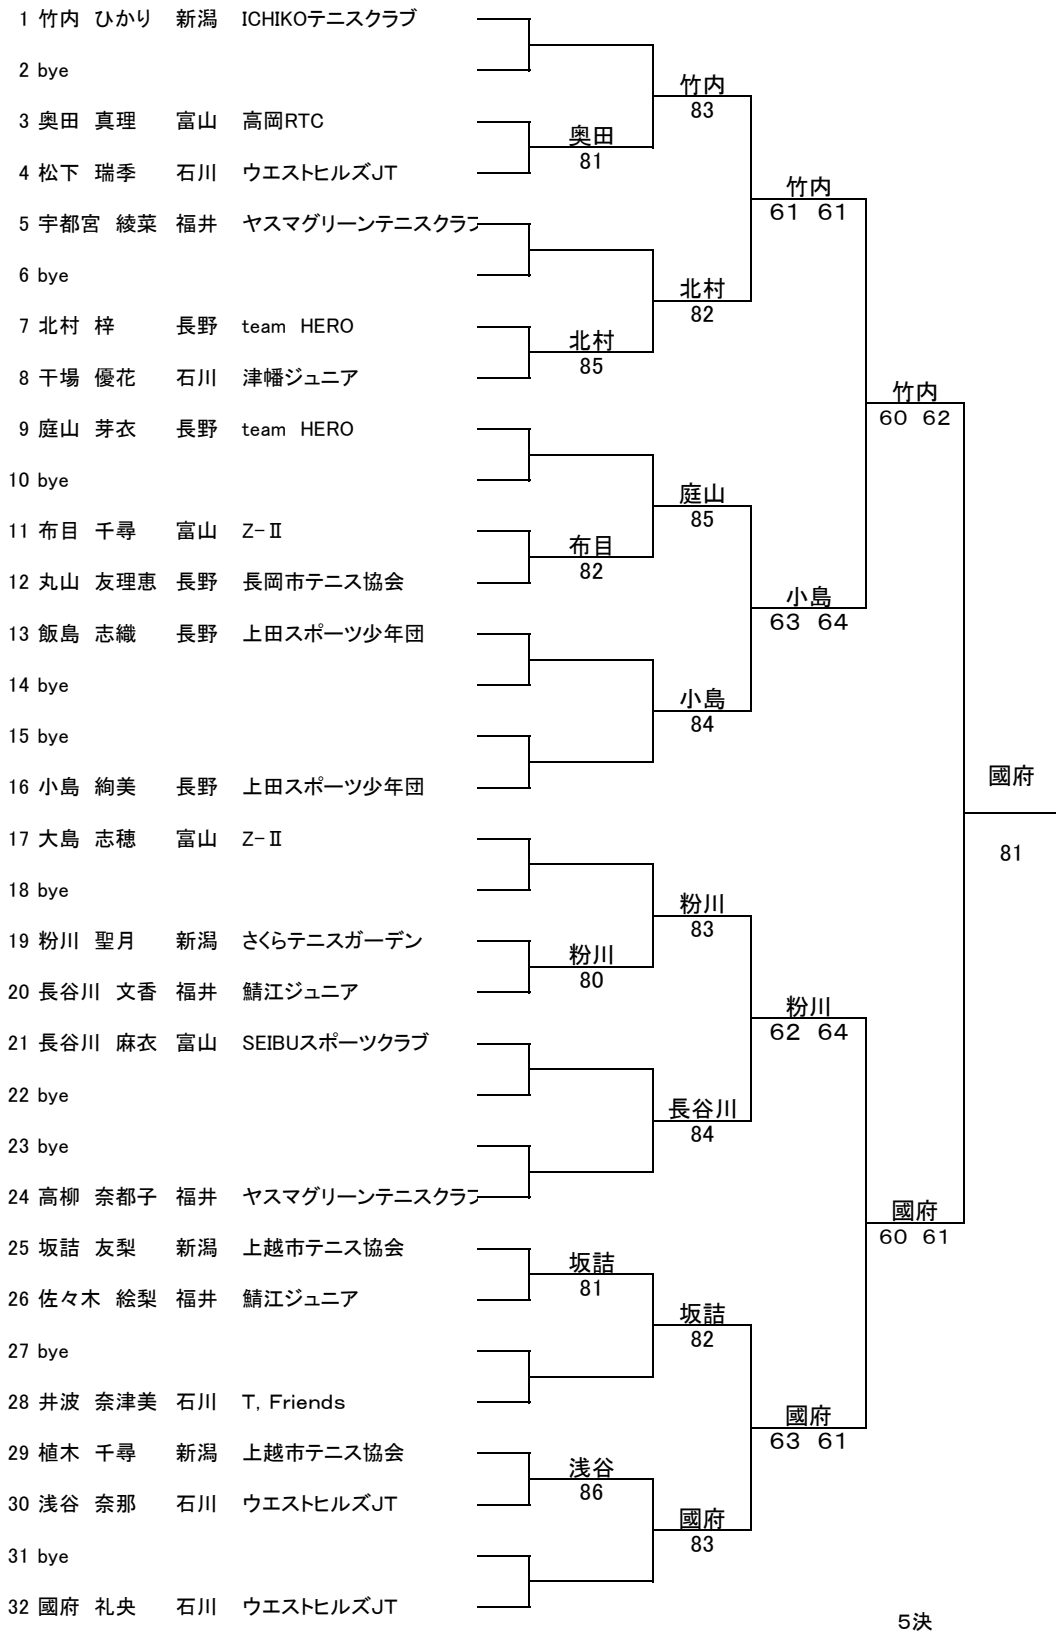 1 竹内 ひかり 新潟 ICHIKOテニスクラブ
2 bye
竹内
83
3 奥田 真理 富山 高岡RTC
奥田
81
4 松下 瑞季 石川 ウエストヒルズJT
竹内
61 61
5 宇都宮 綾菜 福井 ヤスマグリーンテニスクラブ
6 bye
北村
82
7 北村 梓 長野 team HERO
北村
85
8 干場 優花 石川 津幡ジュニア
竹内
60 62
9 庭山 芽衣 長野 team HERO
10 bye
庭山
85
11 布目 千尋 富山 Z-Ⅱ
布目
82
12 丸山 友理恵 長野 長岡市テニス協会
小島
63 64
13 飯島 志織 長野 上田スポーツ少年団
14 bye
小島
84
15 bye
16 小島 絢美 長野 上田スポーツ少年団
國府
81
17 大島 志穂 富山 Z-Ⅱ
18 bye
粉川
83
19 粉川 聖月 新潟 さくらテニスガーデン
粉川
80
20 長谷川 文香 福井 鯖江ジュニア
粉川
62 64
21 長谷川 麻衣 富山 SEIBUスポーツクラブ
22 bye
長谷川
84
23 bye
24 高柳 奈都子 福井 ヤスマグリーンテニスクラブ
國府
60 61
25 坂詰 友梨 新潟 上越市テニス協会
坂詰
81
26 佐々木 絵梨 福井 鯖江ジュニア
坂詰
82
27 bye
28 井波 奈津美 石川 T, Friends
國府
63 61
29 植木 千尋 新潟 上越市テニス協会
浅谷
86
30 浅谷 奈那 石川 ウエストヒルズJT
國府
83
31 bye
32 國府 礼央 石川 ウエストヒルズJT
5決